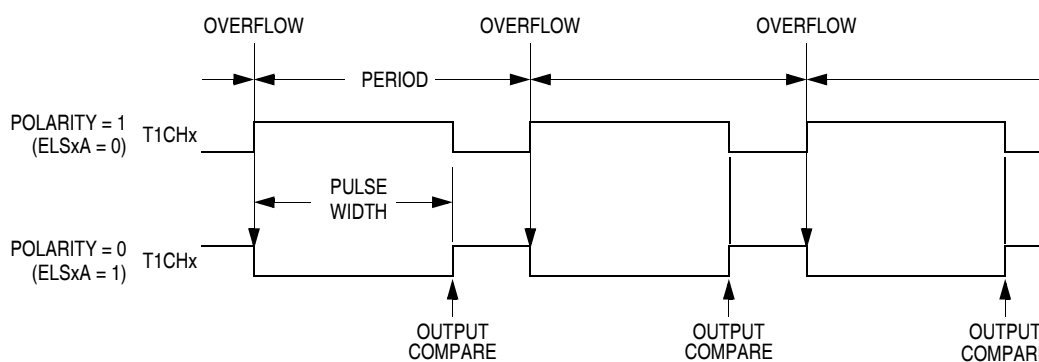 OVERFLOW OVERFLOW OVERFLOW
PERIOD
POLARITY = 1
(ELSxA = 0)
T1CHx
PULSE
WIDTH
POLARITY = 0
(ELSxA = 1)
T1CHx
OUTPUT
COMPARE
OUTPUT
COMPARE
OUTPUT
COMPARE